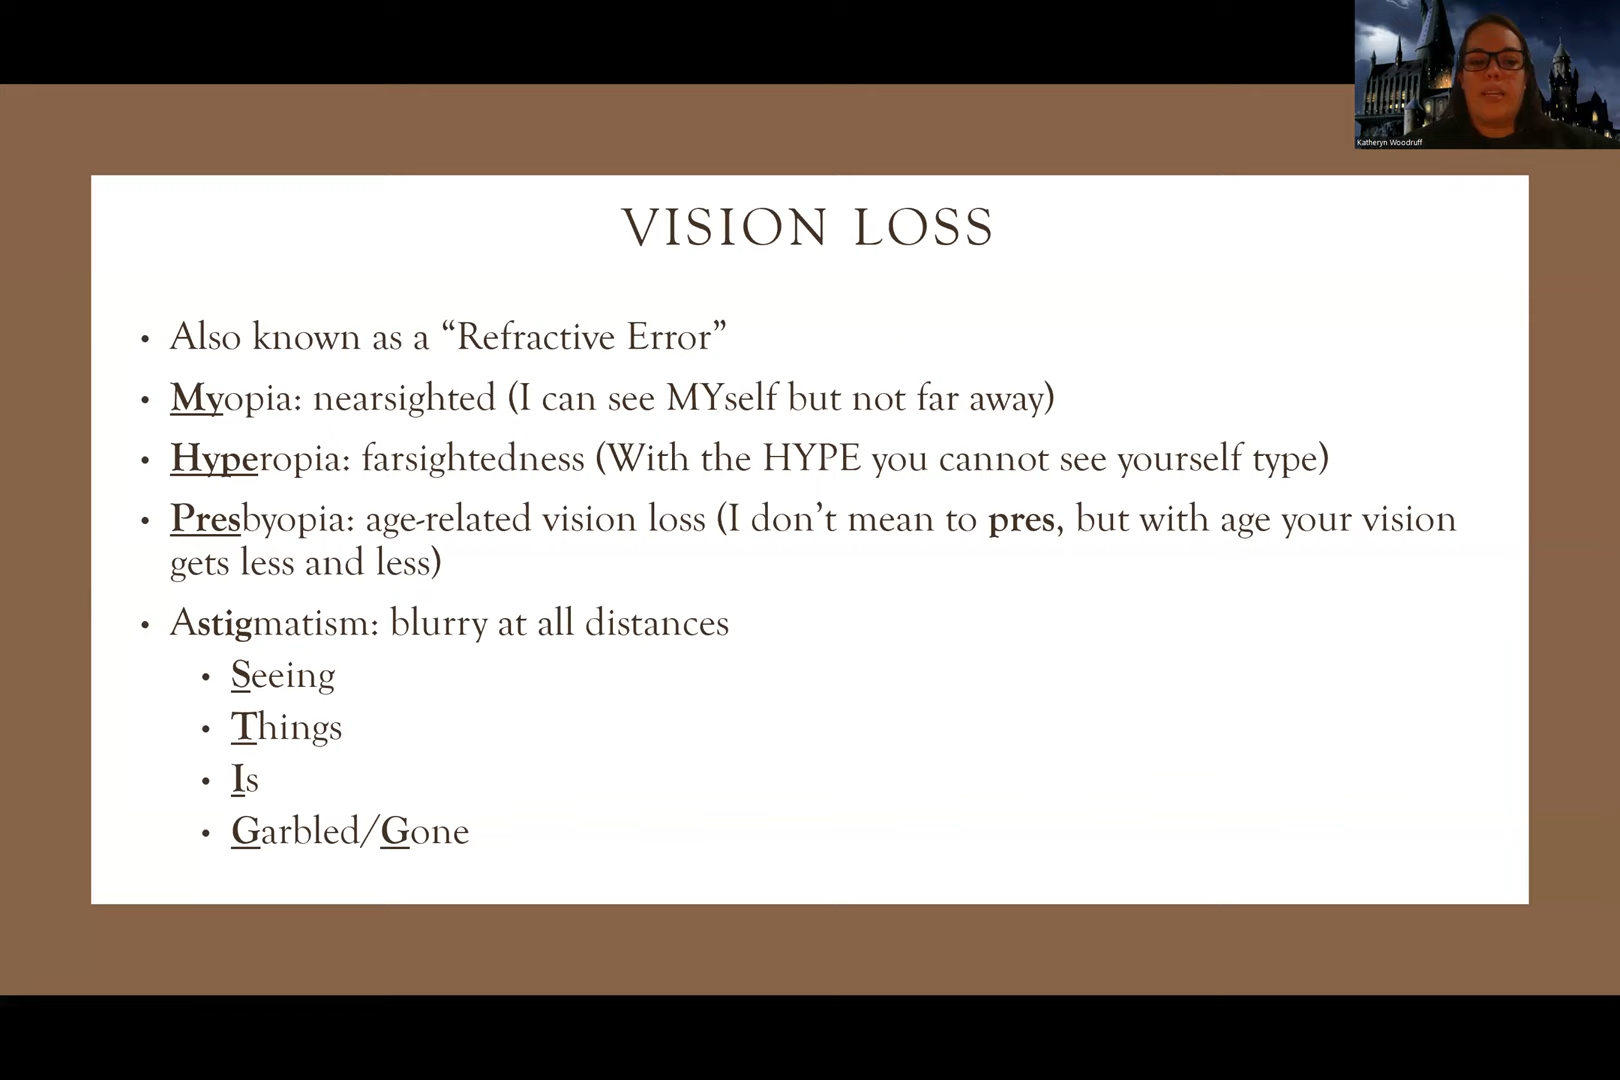 Katheryn Woodruff
VISION LOSS
• Also known as a “Refractive Error”
• Myopia: nearsighted (I can see MYself but not far away)
• Hyperopia: farsightedness (With the HYPE you cannot see yourself type)
• Presbyopia: age-related vision loss (I don’t mean to pres, but with age your vision
gets less and less)
• Astigmatism: blurry at all distances
• Seeing
• Things
• Is
• Garbled/Gone